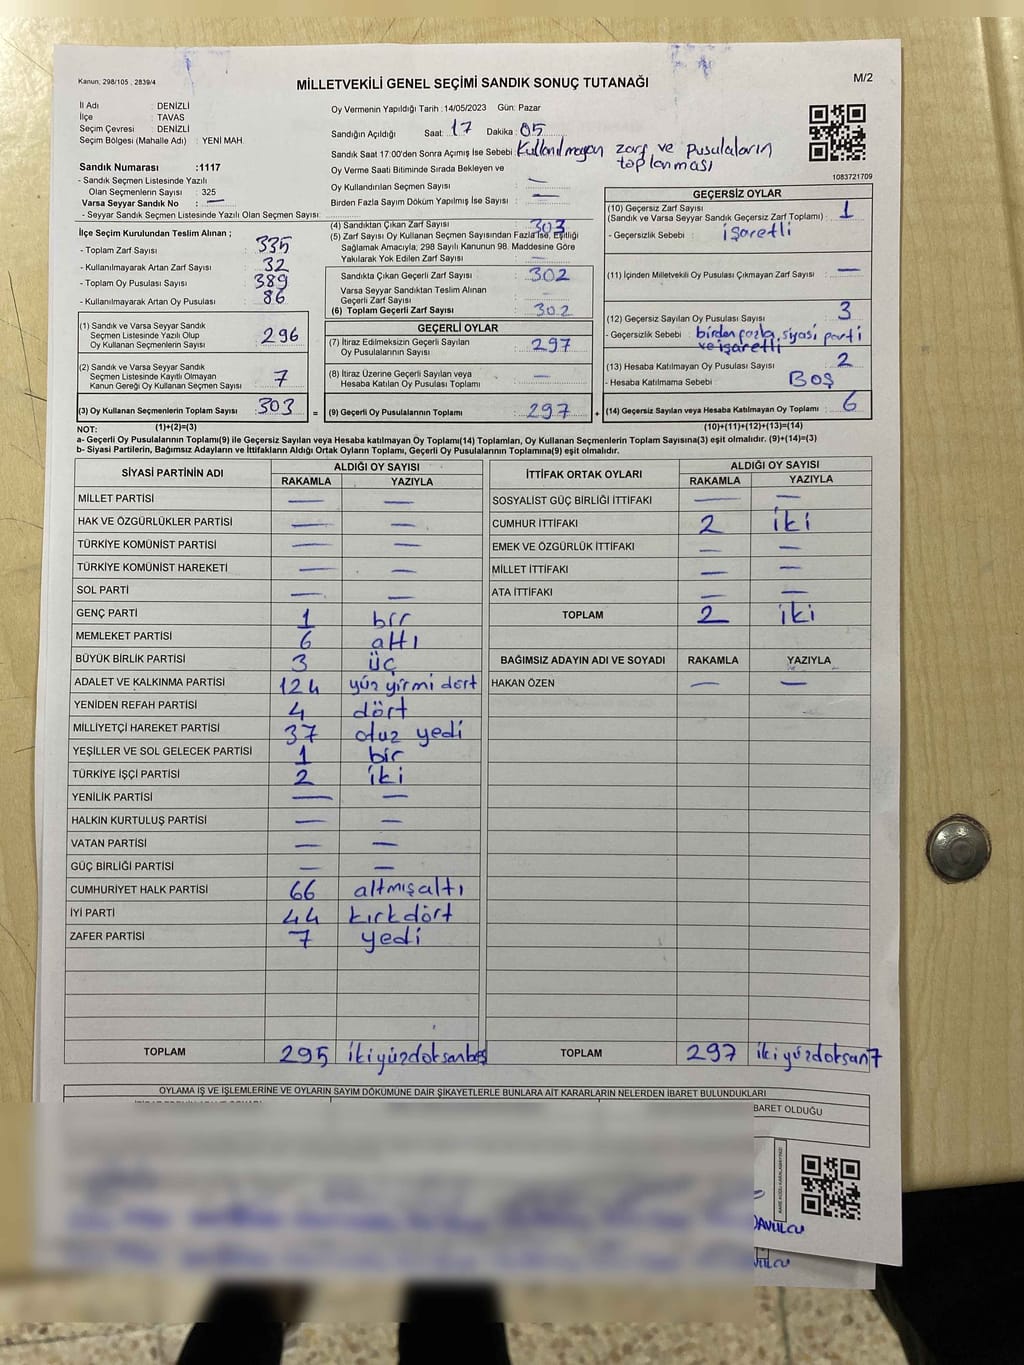 Kanun; 298/105 , 2839/4
MİLLETVEKİLİ GENEL SEÇİMİ SANDIK SONUÇ TUTANAĞI
M/2
İl Adı : DENİZLİ
İlçe : TAVAS
Seçim Çevresi : DENİZLİ
Seçim Bölgesi (Mahalle Adı) : YENİ MAH
Sandık Numarası :1117
- Sandık Seçmen Listesinde Yazılı
Olan Seçmenlerin Sayısı : 325
Varsa Seyyar Sandık No : —
- Seyyar Sandık Seçmen Listesinde Yazılı Olan Seçmen Sayısı:
İlçe Seçim Kurulundan Teslim Alınan ;
- Toplam Zarf Sayısı : 335
- Kullanılmayarak Artan Zarf Sayısı : 32
- Toplam Oy Pusulası : 389
- Kullanılmayarak Artan Oy Pusulası : 86
(1) Sandık ve Varsa Seyyar Sandık
Seçmen Listesinde Yazılı Olup
Oy Kullanan Seçmenlerin Sayısı : 296
(2) Sandık ve Varsa Seyyar Sandık
Seçmen Listesinde Kayıtlı Olmayan
Kanun Gereği Oy Kullanan Seçmen Sayısı : 7
(3) Oy Kullanan Seçmenlerin Toplam Sayısı : 303 =
Oy Vermenin Yapıldığı Tarih : 14/05/2023 Gün: Pazar
Sandığın Açıldığı Saat: 17 Dakika : 05
Sandık Saat 17:00'den Sonra Açımış İse Sebebi : Kullanılmayan zarf ve pusulaların
toplanması
Oy Verme Saati Bitiminde Sırada Bekleyen ve
Oy Kullandırılan Seçmen Sayısı : —
Birden Fazla Sayım Döküm Yapılmış İse Sayısı : —
(4) Sandıktan Çıkan Zarf Sayısı : 303
(5) Zarf Sayısı Oy Kullanan Seçmen Sayısından Fazla İse, Eşitliği
Sağlamak Amacıyla; 298 Sayılı Kanunun 98. Maddesine Göre
Yakılarak Yok Edilen Zarf Sayısı : —
Sandıkta Çıkan Geçerli Zarf Sayısı : 302
Varsa Seyyar Sandıktan Teslim Alınan
Geçerli Zarf Sayısı : —
(6) Toplam Geçerli Zarf Sayısı : 302
GEÇERLİ OYLAR
(7) İtiraz Edilmeksizin Geçerli Sayılan
Oy Pusulalarının Sayısı : 297
(8) İtiraz Üzerine Geçerli Sayılan veya
Hesaba Katılan Oy Pusulası Toplamı : —
(9) Geçerli Oy Pusulalarının Toplamı : 297 +
1083721709
GEÇERSİZ OYLAR
(10) Geçersiz Zarf Sayısı
(Sandık ve Varsa Seyyar Sandık Geçersiz Zarf Toplamı) : 1
- Geçersizlik Sebebi : işaretli
(11) İçinden Milletvekili Oy Pusulası Çıkmayan Zarf Sayısı : —
(12) Geçersiz Sayılan Oy Pusulası Sayısı : 3
- Geçersizlik Sebebi : birden fazla siyasi parti
ve işaretli
(13) Hesaba Katılmayan Oy Pusulası Sayısı : 2
- Hesaba Katılmama Sebebi : BOŞ
(14) Geçersiz Sayılan veya Hesaba Katılmayan Oy Toplamı : 6
NOT: (1)+(2)=(3) (10)+(11)+(12)+(13)=(14)
a- Geçerli Oy Pusulalarının Toplamı(9) ile Geçersiz Sayılan veya Hesaba katılmayan Oy Toplamı(14) Toplamları, Oy Kullanan Seçmenlerin Toplam Sayısına(3) eşit olmalıdır. (9)+(14)=(3)
b- Siyasi Partilerin, Bağımsız Adayların ve İttifakların Aldığı Ortak Oyların Toplamı, Geçerli Oy Pusulalarının Toplamına(9) eşit olmalıdır.
SİYASİ PARTİNİN ADI ALDIĞI OY SAYISI
RAKAMLA YAZIYLA
MİLLET PARTİSİ — —
HAK VE ÖZGÜRLÜKLER PARTİSİ — —
TÜRKİYE KOMÜNİST PARTİSİ — —
TÜRKİYE KOMÜNİST HAREKETİ — —
SOL PARTİ — —
GENÇ PARTİ 1 bir
MEMLEKET PARTİSİ 6 altı
BÜYÜK BİRLİK PARTİSİ 3 üç
ADALET VE KALKINMA PARTİSİ 124 yüz yirmi dört
YENİDEN REFAH PARTİSİ 4 dört
MİLLİYETÇİ HAREKET PARTİSİ 37 otuz yedi
YEŞİLLER VE SOL GELECEK PARTİSİ 1 bir
TÜRKİYE İŞÇİ PARTİSİ 2 iki
YENİLİK PARTİSİ — —
HALKIN KURTULUŞ PARTİSİ — —
VATAN PARTİSİ — —
GÜÇ BİRLİĞİ PARTİSİ — —
CUMHURİYET HALK PARTİSİ 66 altmışaltı
İYİ PARTİ 44 kırkdört
ZAFER PARTİSİ 7 yedi
TOPLAM 295 ikiyüzdoksanbeş
İTTİFAK ORTAK OYLARI ALDIĞI OY SAYISI
RAKAMLA YAZIYLA
SOSYALIST GÜÇ BİRLİĞİ İTTİFAKI — —
CUMHUR İTTİFAKI 2 iki
EMEK VE ÖZGÜRLÜK İTTİFAKI — —
MİLLET İTTİFAKI — —
ATA İTTİFAKI — —
TOPLAM 2 iki
BAĞIMSIZ ADAYIN ADI VE SOYADI RAKAMLA YAZIYLA
HAKAN ÖZEN — —
TOPLAM 297 ikiyüzdoksan7
OYLAMA İŞ VE İŞLEMLERİNE VE OYLARIN SAYIM DÖKÜMÜNE DAİR ŞİKAYETLERLE BUNLARA AİT KARARLARIN NELERDEN İBARET BULUNDUKLARI
BARET OLDUĞU
DAVULCU